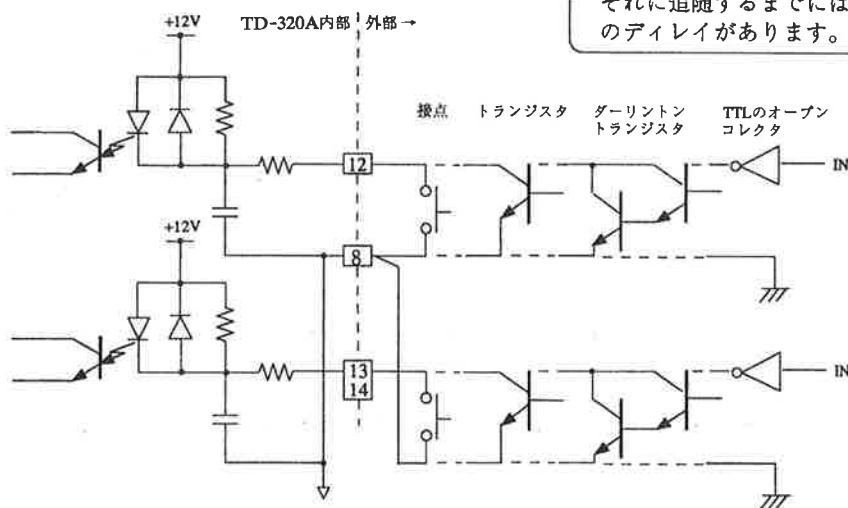 それに追随するまでには
のディレイがあります。
+12V
TD-320A内部 外部→
接点
トランジスタ
ダーリントン
トランジスタ
TTLのオープン
コレクタ
12
IN
8
+12V
13
14
IN